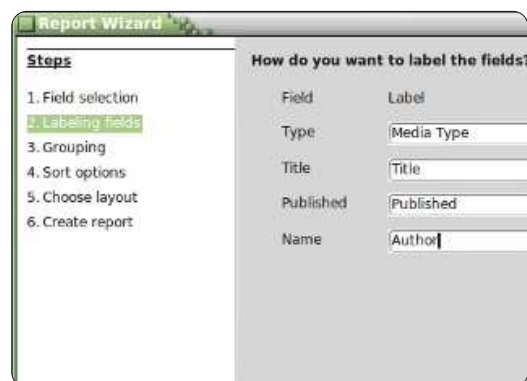 Report Wizard
Steps
How do you want to label the fields?
1. Field selection
2. Labeling fields
3. Grouping
4. Sort options
5. Choose layout
6. Create report
Field Label
Type Media Type
Title Title
Published Published
Name Author